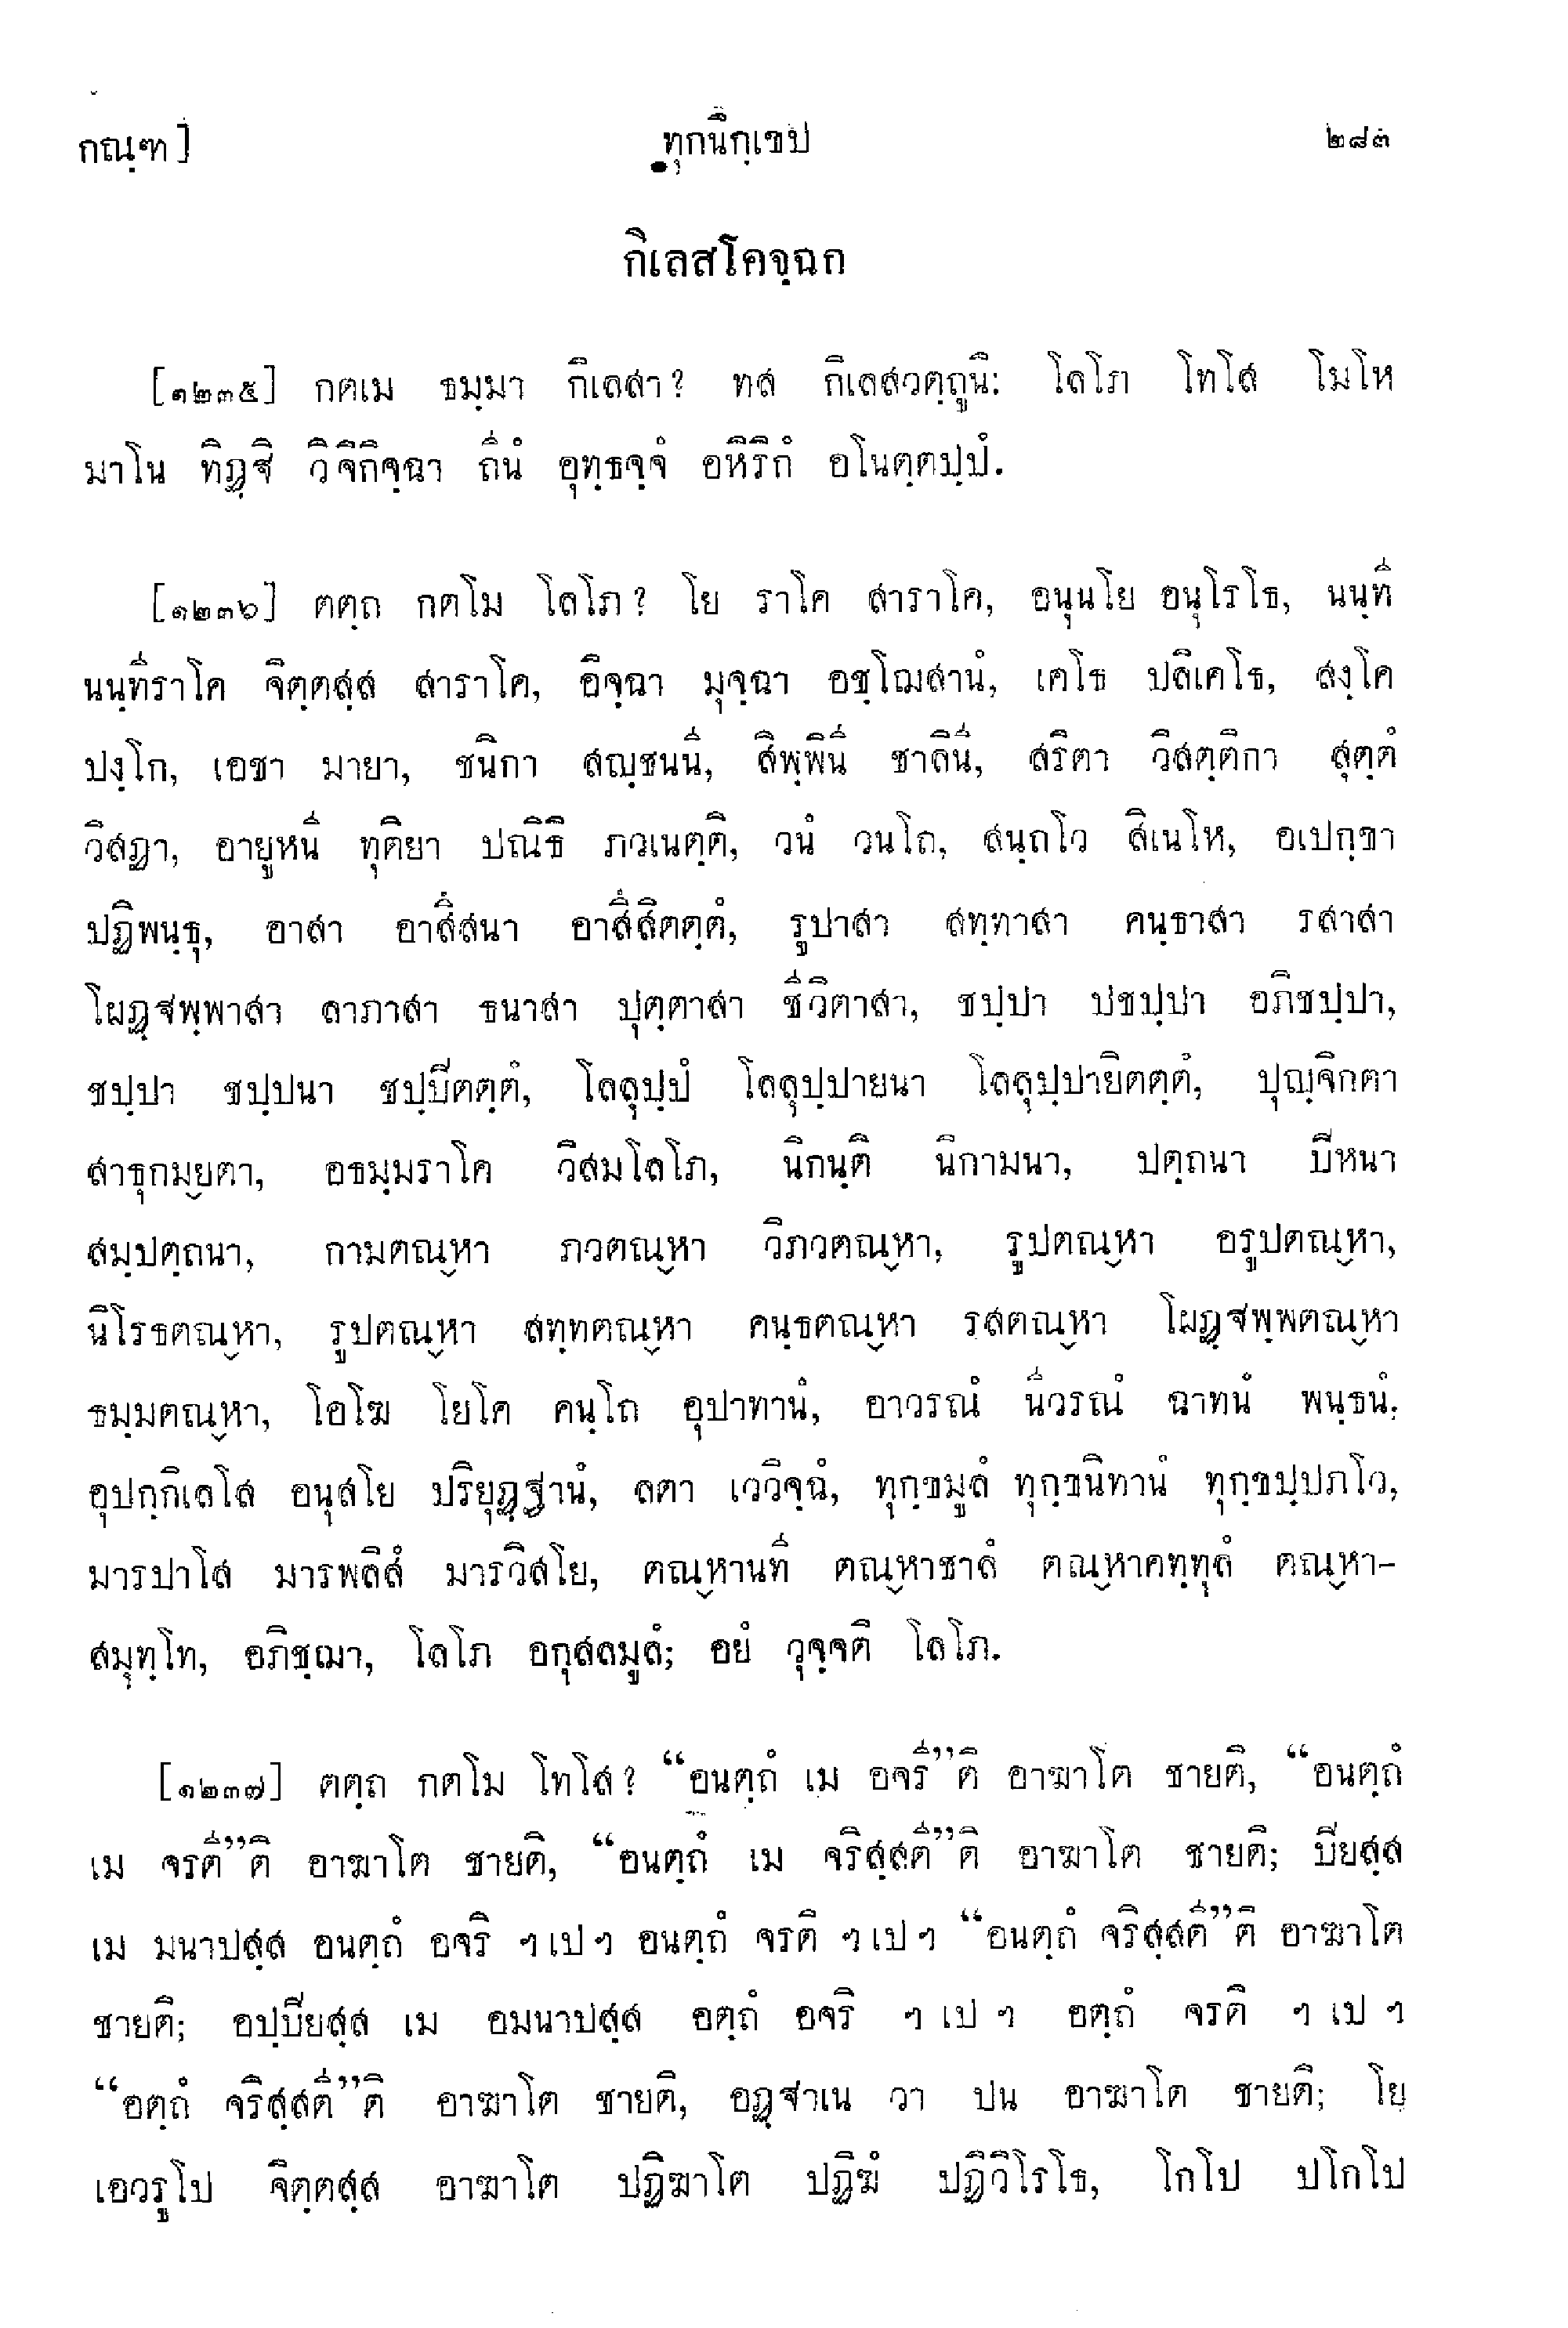 กณฺฑ]	ทุกนิกฺเขป	๒๘๓
กิเลสโคจฺฉก
[๑๒๓๕] กตเม ธมฺมา กิเลสา? ทส กิเลสวตฺถูนิ: โลโภ โทโส โมโห
มาโน ทิฏฺฐิ วิจิกิจฺฉา ถีนํ อุทฺธจฺจํ อหิริกํ อโนตฺตปฺปํ.
[๑๒๓๖] ตตฺถ กตโม โลโภ? โย ราโค สาราโค, อนุนโย อนุโรโธ, นนฺที
นนฺทีราโค จิตฺตสฺส สาราโค, อิจฺฉา มุจฺฉา อชฺโฌสานํ, เคโธ ปลิเคโธ, สงฺโค
ปงฺโก, เอชา มายา, ชนิกา สญฺชนนี, สิพฺพินี ชาลินี, สริตา วิสตฺติกา สุตฺตํ
วิสฏา, อายูหนี ทุติยา ปณิธิ ภวเนตฺติ, วนํ วนโถ, สนฺถโว สิเนโห, อเปกฺขา
ปฏิพนฺธุ, อาสา อาสึสนา อาสึสิตตฺตํ, รูปาสา สทฺทาสา คนฺธาสา รสาสา
โผฏฺฐพฺพาสา ลาภาสา ธนาสา ปุตฺตาสา ชีวิตาสา, ชปฺปา ปชปฺปา อภิชปฺปา,
ชปฺปา ชปฺปนา ชปฺปิตตฺตํ, โลลุปฺปํ โลลุปฺปายนา โลลุปฺปายิตตฺตํ, ปุญฺจิกตา
สาธุกมฺยตา, อธมฺมราโค วิสมโลโภ, นิกนฺติ นิกามนา, ปตฺถนา ปิหนา
สมฺปตฺถนา, กามตณฺหา ภวตณฺหา วิภวตณฺหา, รูปตณฺหา อรูปตณฺหา,
นิโรธตณฺหา, รูปตณฺหา สทฺทตณฺหา คนฺธตณฺหา รสตณฺหา โผฏฺฐพฺพตณฺหา
ธมฺมตณฺหา, โอโฆ โยโค คนฺโถ อุปาทานํ, อาวรณํ นีวรณํ ฉาทนํ พนฺธนํ,
อุปกฺกิเลโส อนุสโย ปริยุฏฺฐานํ, ลตา เววิจฺฉํ, ทุกฺขมูลํ ทุกฺขนิทานํ ทุกฺขปฺปภโว,
มารปาโส มารพลิสํ มารวิสโย, ตณฺหานที ตณฺหาชาลํ ตณฺหาคทฺทุลํ ตณฺหา-
สมุทฺโท, อภิชฺฌา, โลโภ อกุสลมูลํ; อยํ วุจฺจติ โลโภ.
[๑๒๓๗] ตตฺถ กตโม โทโส? “อนตฺถํ เม อจรี”ติ อาฆาโต ชายติ, “อนตฺถํ
เม จรตี”ติ อาฆาโต ชายติ, “อนตฺถํ เม จริสฺสตี”ติ อาฆาโต ชายติ; ปิยสฺส
เม มนาปสฺส อนตฺถํ อจริ ฯ เป ฯ อนตฺถํ จรติ ฯ เป ฯ “อนตฺถํ จริสฺสตี”ติ อาฆาโต
ชายติ; อปฺปิยสฺส เม อมนาปสฺส อตฺถํ อจริ ฯ เป ฯ อตฺถํ จรติ ฯ เป ฯ
“อตฺถํ จริสฺสตี”ติ อาฆาโต ชายติ, อฏฺฐาเน วา ปน อาฆาโต ชายติ; โย
เอวรูโป จิตฺตสฺส อาฆาโต ปฏิฆาโต ปฏิฆํ ปฏิวิโรโธ, โกโป ปโกโป